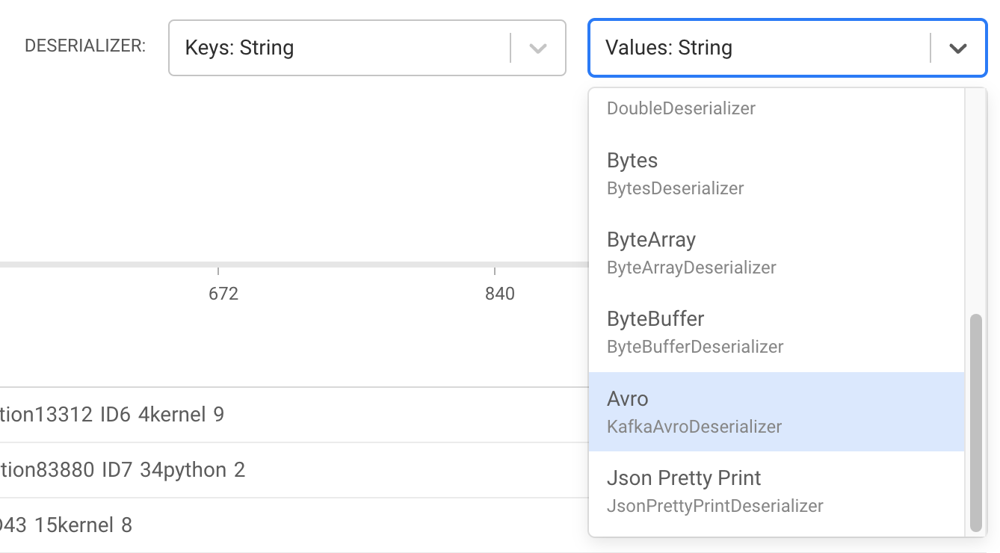 DESERIALIZER:
Keys: String
Values: String
DoubleDeserializer
Bytes
BytesDeserializer
ByteArray
ByteArrayDeserializer
ByteBuffer
ByteBufferDeserializer
Avro
KafkaAvroDeserializer
Json Pretty Print
JsonPrettyPrintDeserializer
672
840
tion13312 ID6 4kernel 9
tion83880 ID7 34python 2
043 15kernel 8